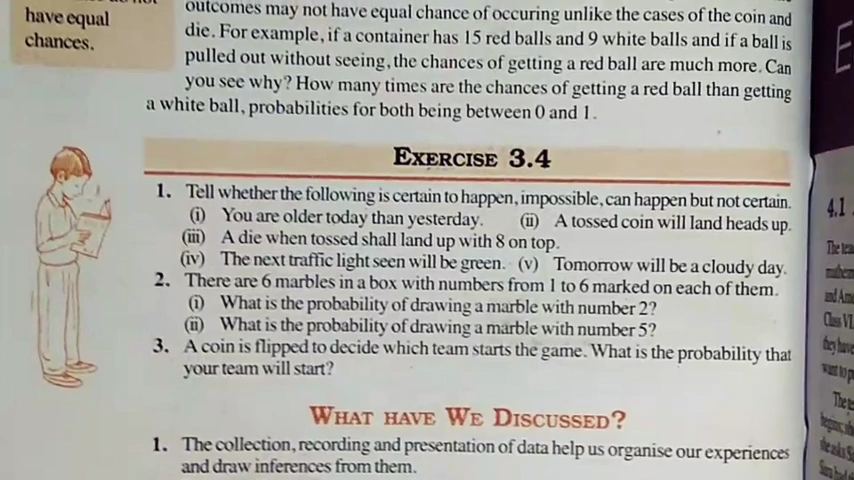 have equal
chances.
outcomes may not have equal chance of occuring unlike the cases of the coin and
die. For example, if a container has 15 red balls and 9 white balls and if a ball is
pulled out without seeing, the chances of getting a red ball are much more. Can
you see why? How many times are the chances of getting a red ball than getting
a white ball, probabilities for both being between 0 and 1.
EXERCISE 3.4
1. Tell whether the following is certain to happen, impossible, can happen but not certain.
(i) You are older today than yesterday. (ii) A tossed coin will land heads up.
(iii) A die when tossed shall land up with 8 on top.
(iv) The next traffic light seen will be green. (v) Tomorrow will be a cloudy day.
2. There are 6 marbles in a box with numbers from 1 to 6 marked on each of them.
(i) What is the probability of drawing a marble with number 2?
(ii) What is the probability of drawing a marble with number 5?
3. A coin is flipped to decide which team starts the game. What is the probability that
your team will start?
WHAT HAVE WE DISCUSSED?
1. The collection, recording and presentation of data help us organise our experiences
and draw inferences from them.
E
4.1
The
and
Class VI
they have
want to
The
she asks